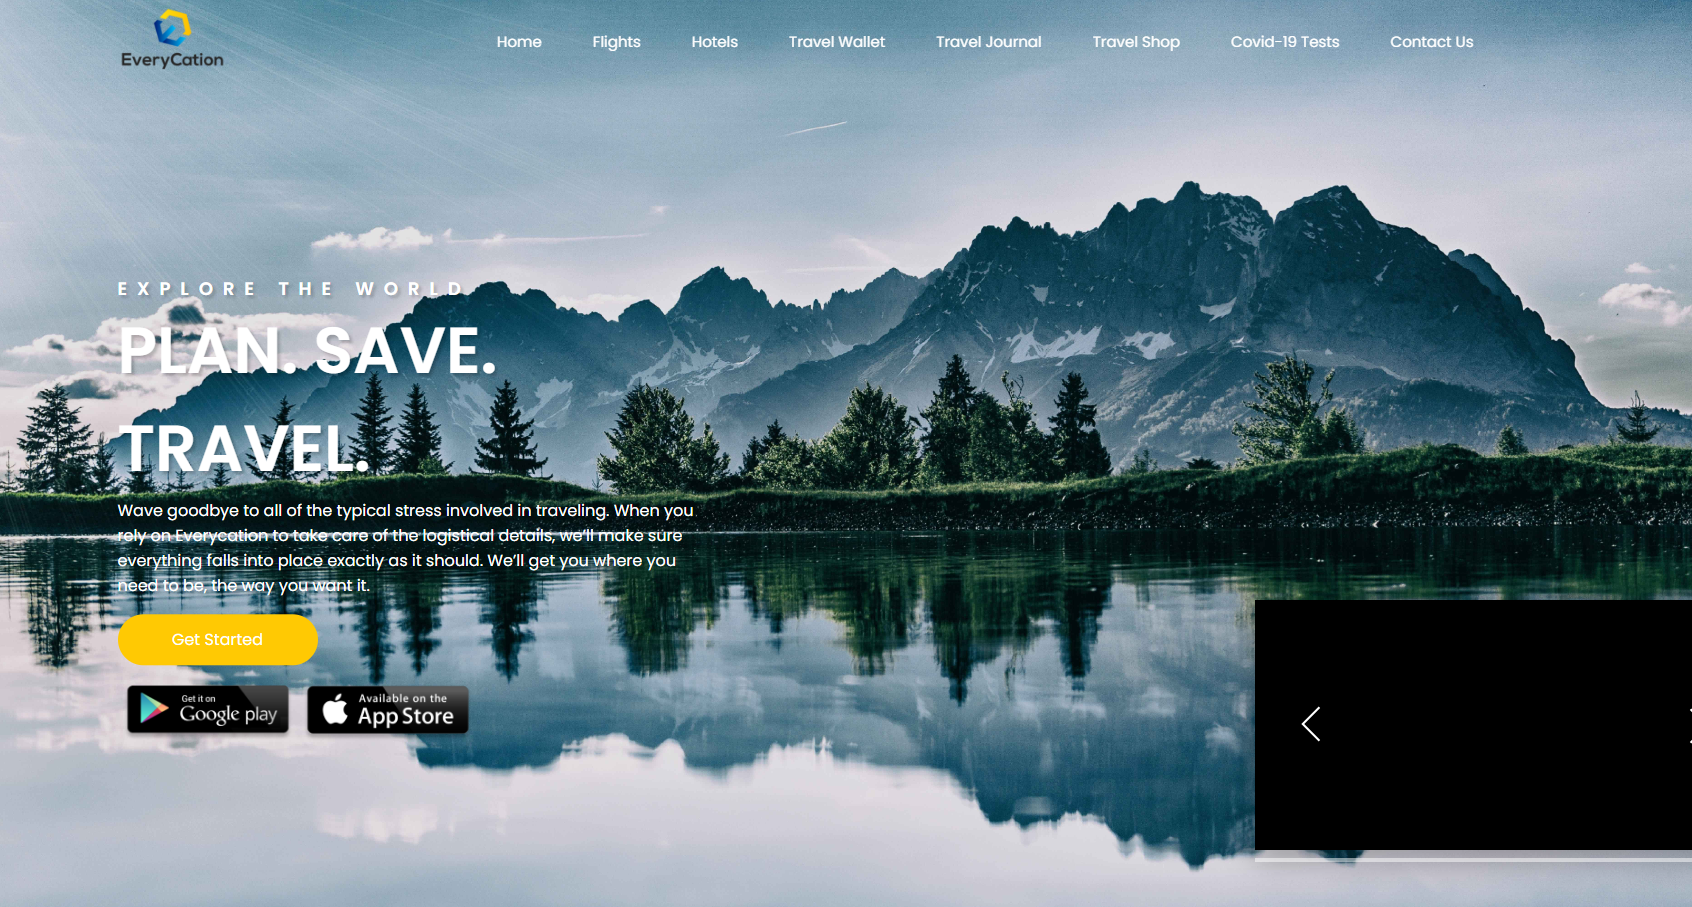 EveryCation
Home
Flights
Hotels
Travel Wallet
Travel Journal
Travel Shop
Covid-19 Tests
Contact Us
EXPLORE THE WORLD
PLAN. SAVE.
TRAVEL.
Wave goodbye to all of the typical stress involved in traveling. When you
rely on Everycation to take care of the logistical details, we'll make sure
everything falls into place exactly as it should. We'll get you where you
need to be, the way you want it.
Get Started
Get it on
Google play
Available on the
App Store